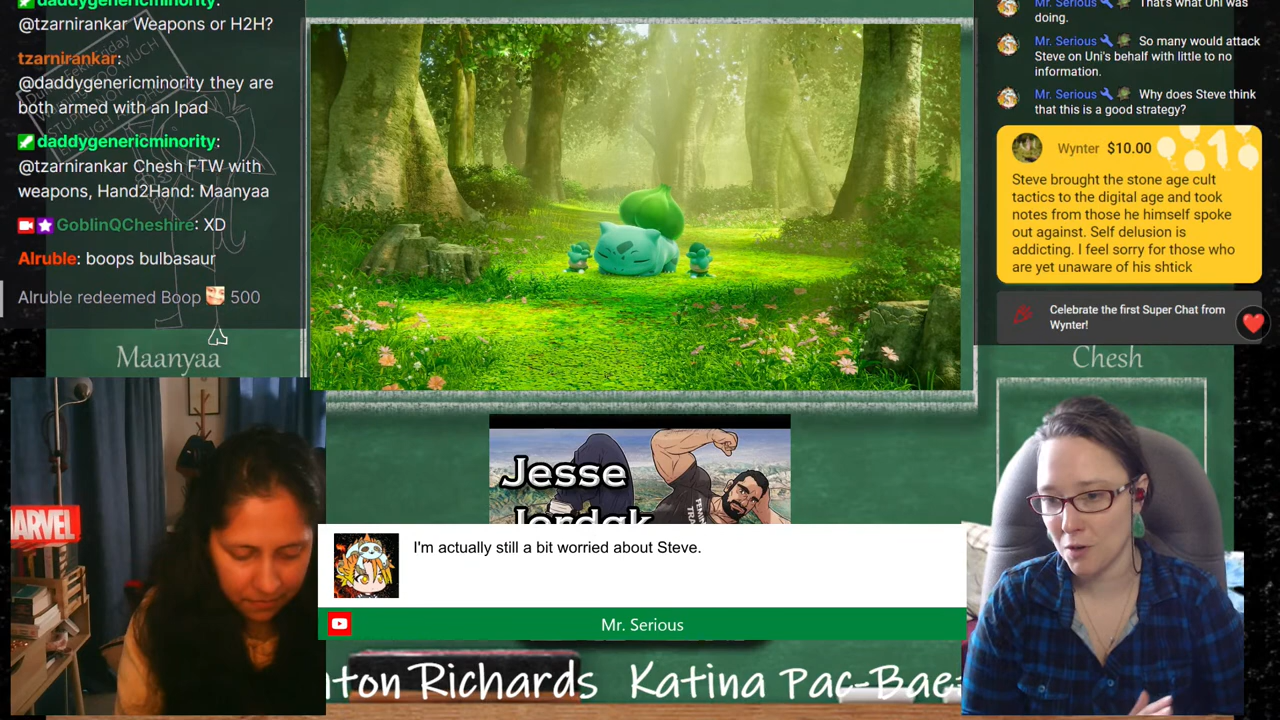 daddygenericminority:
@tzarnirankar Weapons or H2H?
tzarnirankar:
@daddygenericminority they are
both armed with an Ipad
daddygenericminority:
@tzarnirankar Chesh FTW with
weapons, Hand2Hand: Maanyaa
GoblinQCheshire: XD
Alruble: boops bulbasaur
Alruble redeemed Boop 500
Maanyaa
MARVEL
Jesse
Jordak
I'm actually still a bit worried about Steve.
Mr. Serious
nton Richards Katina Pac-Bae
Mr. Serious That's what Uni was
doing.
Mr. Serious So many would attack
Steve on Uni's behalf with little to no
information.
Mr. Serious Why does Steve think
that this is a good strategy?
Wynter $10.00
Steve brought the stone age cult
tactics to the digital age and took
notes from those he himself spoke
out against. Self delusion is
addicting. I feel sorry for those who
are yet unaware of his shtick
Celebrate the first Super Chat from
Wynter!
Chesh